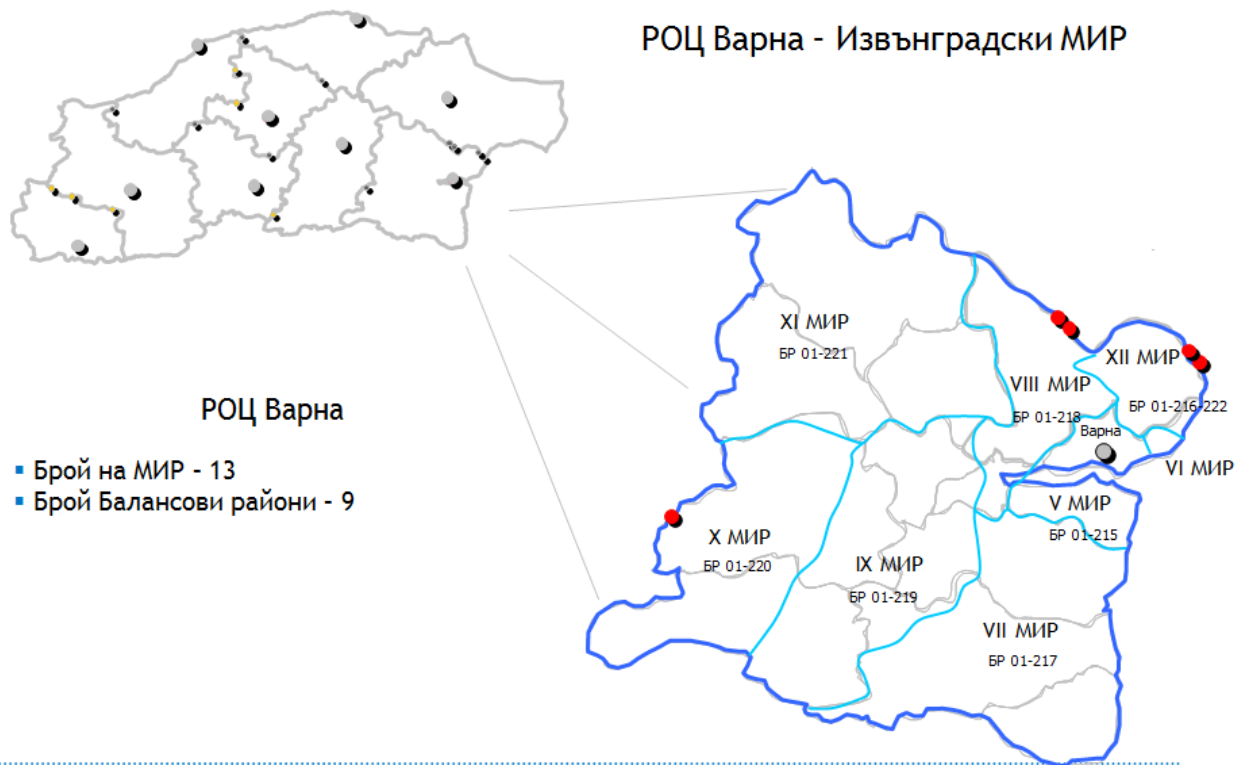 РОЦ Варна - Извънградски МИР
XI МИР
БР 01-221
XII МИР
БР 01-216-222
VIII МИР
БР 01-218
Варна
VI МИР
РОЦ Варна
Брой на МИР - 13
Брой Балансови райони - 9
V МИР
БР 01-215
X МИР
БР 01-220
IX МИР
БР 01-219
VII МИР
БР 01-217